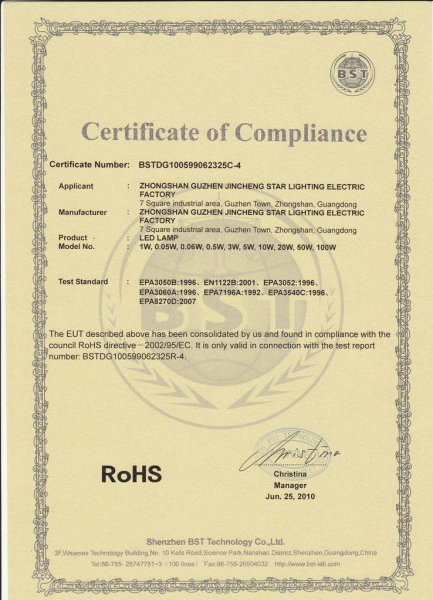 BST
Certificate of Compliance
Certificate Number: BSTDG100599062325C-4
Applicant : ZHONGSHAN GUZHEN JINCHENG STAR LIGHTING ELECTRIC
FACTORY
7 Square industrial area, Guzhen Town, Zhongshan, Guangdong
Manufacturer : ZHONGSHAN GUZHEN JINCHENG STAR LIGHTING ELECTRIC
FACTORY
7 Square industrial area, Guzhen Town, Zhongshan, Guangdong
Product : LED LAMP
Model No. : 1W, 0.05W, 0.06W, 0.5W, 3W, 5W, 10W, 20W, 50W, 100W
Test Standard : EPA3050B:1996、EN1122B:2001、EPA3052:1996、
EPA3060A:1996、EPA7196A:1992、EPA3540C:1996、
EPA8270D:2007
BST
The EUT described above has been consolidated by us and found in compliance with the
council RoHS directive－2002/95/EC. It is only valid in connection with the test report
number: BSTDG100599062325R-4.
RoHS
Christina
Christina
Manager
Jun. 25, 2010
Shenzhen BST Technology Co.,Ltd.
3F,Weames Technology Building,No. 10 Kefa Road,Science Park,Nanshan District,Shenzhen,Guangdong,China
Tel:86-755- 26747751~3 (100 lines) Fax:86-755-26504032 http://www.bst-lab.com